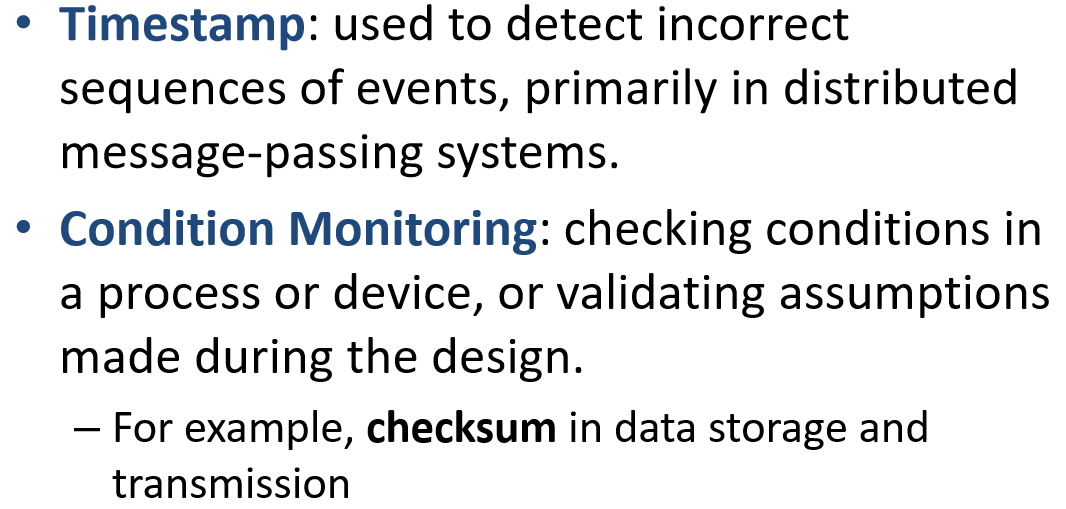 • Timestamp: used to detect incorrect
sequences of events, primarily in distributed
message-passing systems.
• Condition Monitoring: checking conditions in
a process or device, or validating assumptions
made during the design.
– For example, checksum in data storage and
transmission